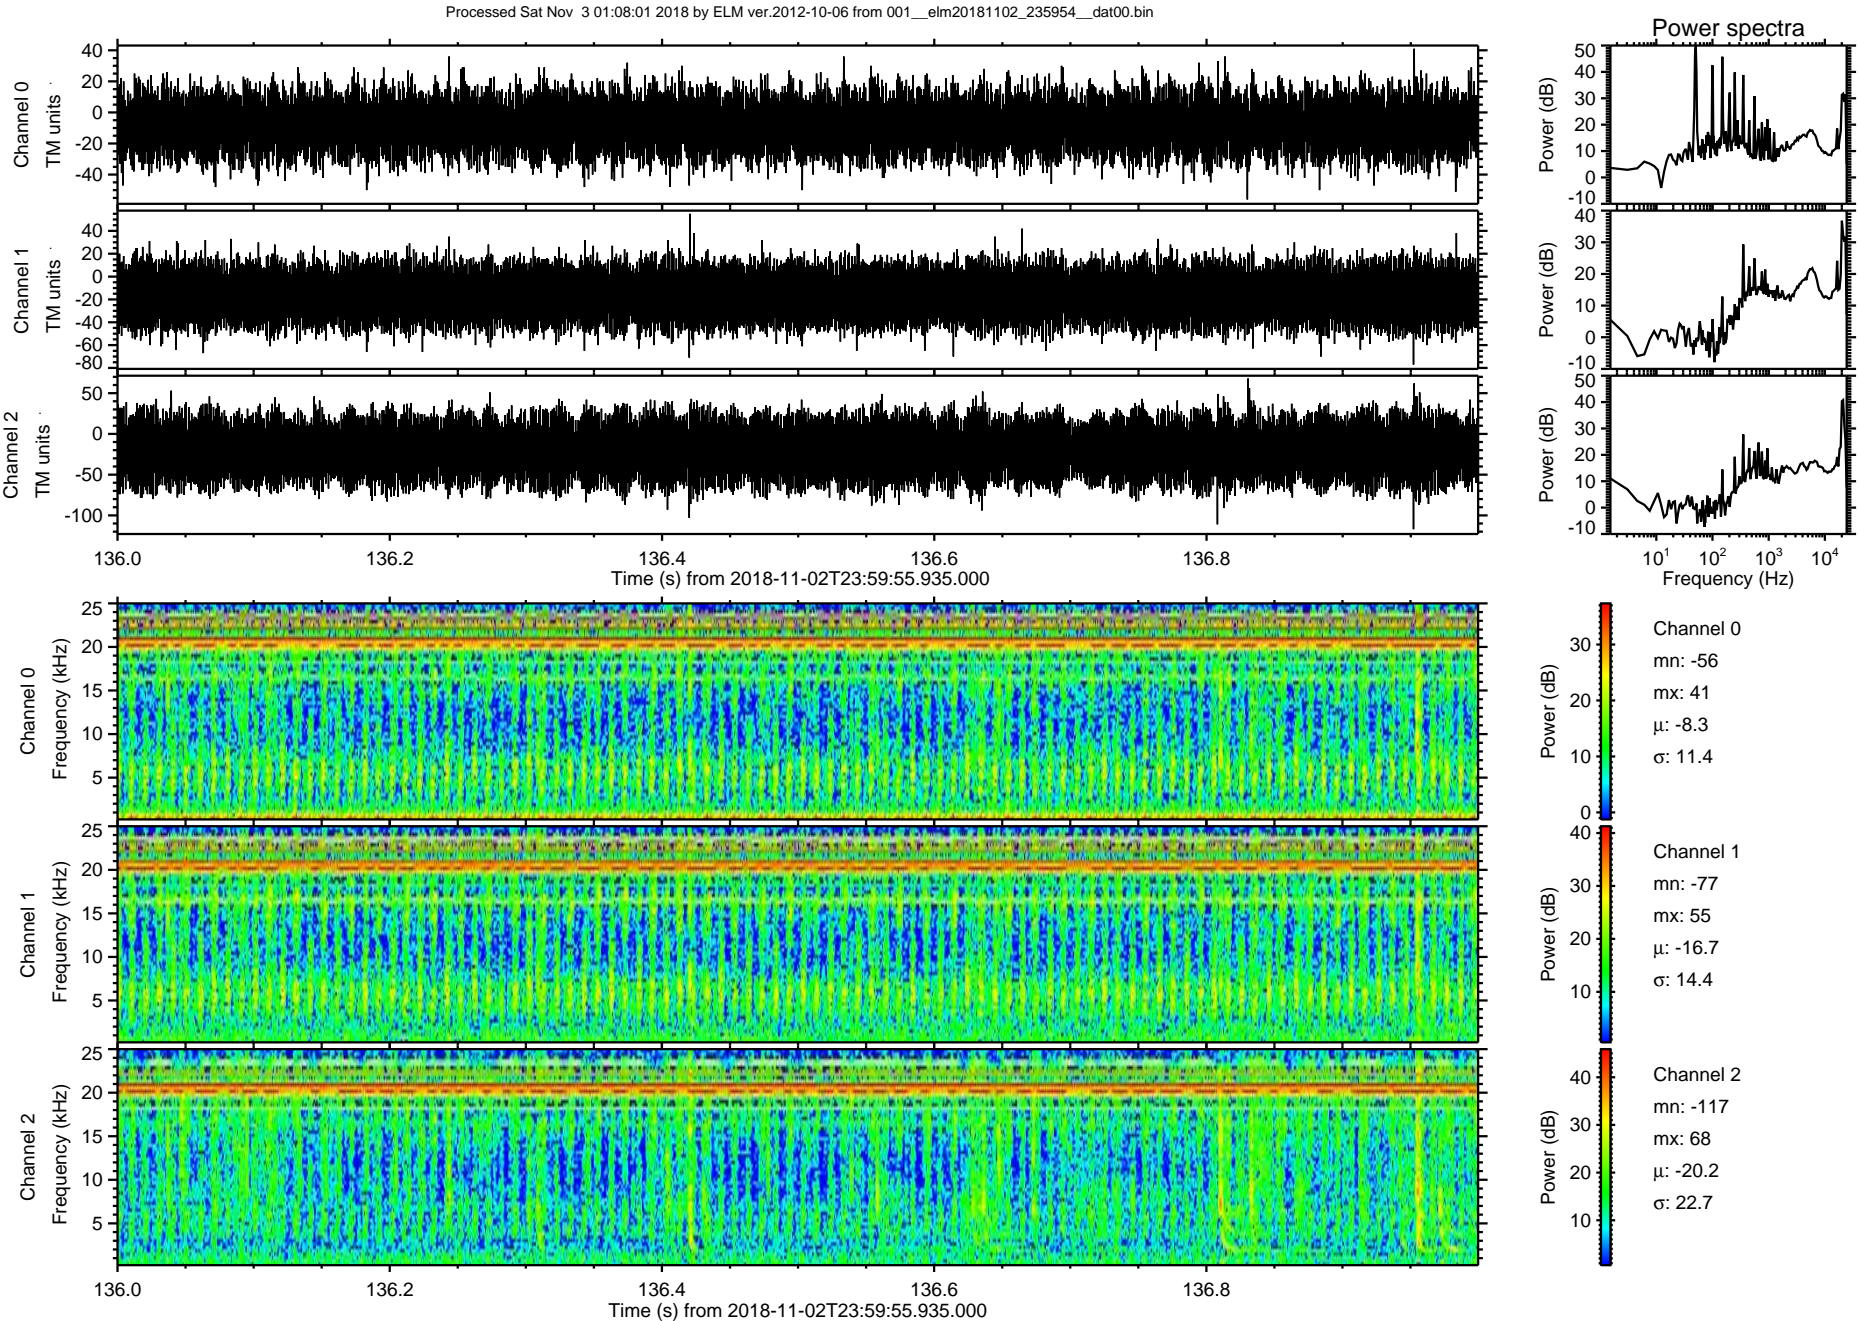 Processed Sat Nov  3 01:08:01 2018 by ELM ver.2012-10-06 from 001__elm20181102_235954__dat00.bin
Power spectra
Channel 0
TM units
40
20
0
-20
-40
Power (dB)
50
40
30
20
10
0
-10
Channel 1
TM units
40
20
0
-20
-40
-60
-80
Power (dB)
40
30
20
10
0
-10
Channel 2
TM units
50
0
-50
-100
Power (dB)
50
40
30
20
10
0
-10
136.0 136.2 136.4 136.6 136.8
Time (s) from 2018-11-02T23:59:55.935.000
10^1 10^2 10^3 10^4
Frequency (Hz)
Channel 0
Frequency (kHz)
25
20
15
10
5
Power (dB)
30
20
10
0
Channel 0
mn: -56
mx: 41
μ: -8.3
σ: 11.4
Channel 1
Frequency (kHz)
25
20
15
10
5
Power (dB)
40
30
20
10
Channel 1
mn: -77
mx: 55
μ: -16.7
σ: 14.4
Channel 2
Frequency (kHz)
25
20
15
10
5
Power (dB)
40
30
20
10
Channel 2
mn: -117
mx: 68
μ: -20.2
σ: 22.7
136.0 136.2 136.4 136.6 136.8
Time (s) from 2018-11-02T23:59:55.935.000